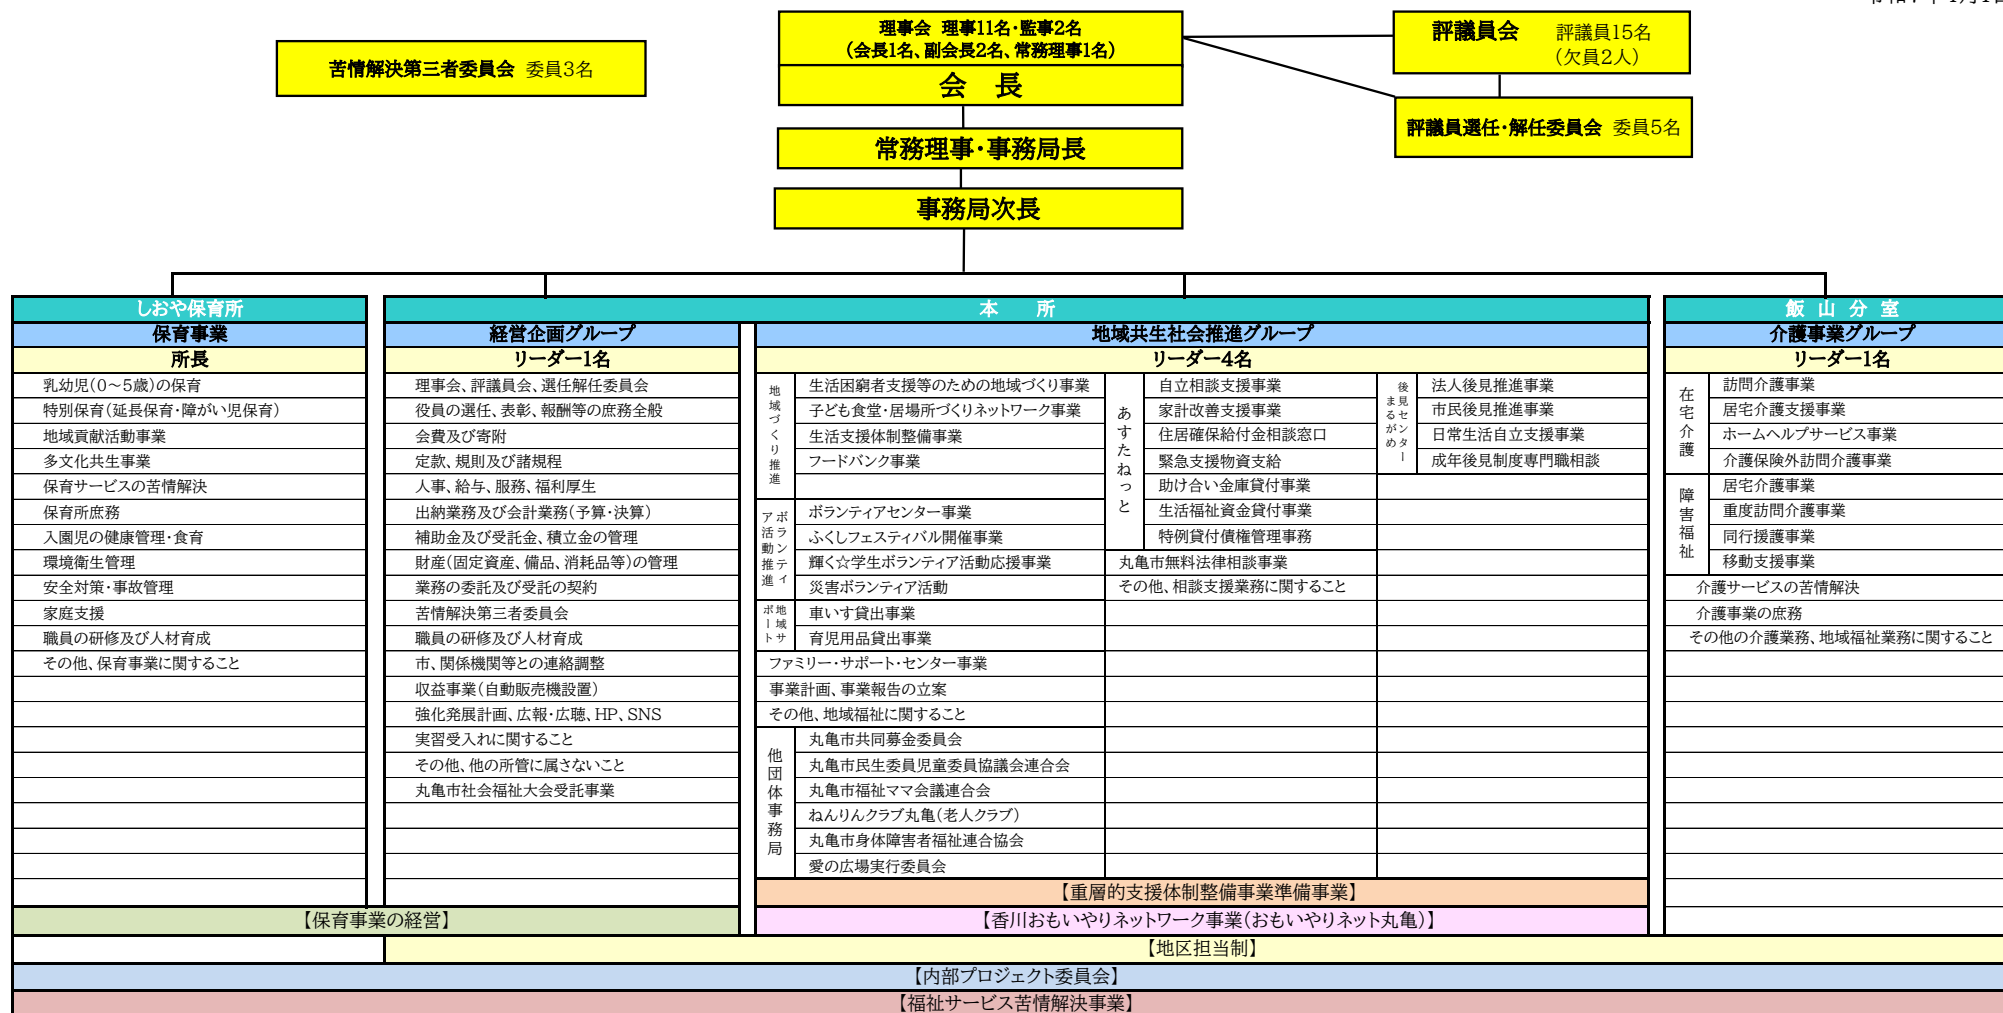 苦情解決第三者委員会 委員3名
理事会 理事11名・監事2名
(会長1名、副会長2名、常務理事1名)
会 長
評議員会 評議員15名
(欠員2人)
評議員選任・解任委員会 委員5名
常務理事・事務局長
事務局次長
しおや保育所
保育事業
所長
乳幼児(0～5歳)の保育
特別保育(延長保育・障がい児保育)
地域貢献活動事業
多文化共生事業
保育サービスの苦情解決
保育所庶務
入園児の健康管理・食育
環境衛生管理
安全対策・事故管理
家庭支援
職員の研修及び人材育成
その他、保育事業に関すること
本 所
経営企画グループ
リーダー1名
理事会、評議員会、選任解任委員会
役員の選任、表彰、報酬等の庶務全般
会費及び寄附
定款、規則及び諸規程
人事、給与、服務、福利厚生
出納業務及び会計業務(予算・決算)
補助金及び受託金、積立金の管理
財産(固定資産、備品、消耗品等)の管理
業務の委託及び受託の契約
苦情解決第三者委員会
職員の研修及び人材育成
市、関係機関等との連絡調整
収益事業(自動販売機設置)
強化発展計画、広報・広聴、HP、SNS
実習受入れに関すること
その他、他の所管に属さないこと
丸亀市社会福祉大会受託事業
地域共生社会推進グループ
リーダー4名
地域づくり推進
生活困窮者支援等のための地域づくり事業
子ども食堂・居場所づくりネットワーク事業
生活支援体制整備事業
フードバンク事業
ボランティア活動推進
ボランティアセンター事業
ふくしフェスティバル開催事業
輝く☆学生ボランティア活動応援事業
災害ボランティア活動
地域サポート
車いす貸出事業
育児用品貸出事業
ファミリー・サポート・センター事業
事業計画、事業報告の立案
その他、地域福祉に関すること
他団体事務局
丸亀市共同募金委員会
丸亀市民生委員児童委員協議会連合会
丸亀市福祉ママ会議連合会
ねんりんクラブ丸亀(老人クラブ)
丸亀市身体障害者福祉連合協会
愛の広場実行委員会
あすたねっと
自立相談支援事業
家計改善支援事業
住居確保給付金相談窓口
緊急支援物資支給
助け合い金庫貸付事業
生活福祉資金貸付事業
特例貸付債権管理事務
丸亀市無料法律相談事業
その他、相談支援業務に関すること
後見センター
まるがめ
法人後見推進事業
市民後見推進事業
日常生活自立支援事業
成年後見制度専門職相談
飯 山 分 室
介護事業グループ
リーダー1名
在宅介護
訪問介護事業
居宅介護支援事業
ホームヘルプサービス事業
介護保険外訪問介護事業
障害福祉
居宅介護事業
重度訪問介護事業
同行援護事業
移動支援事業
介護サービスの苦情解決
介護事業の庶務
その他の介護業務、地域福祉業務に関すること
【重層的支援体制整備事業準備事業】
【保育事業の経営】
【香川おもいやりネットワーク事業(おもいやりネット丸亀)】
【地区担当制】
【内部プロジェクト委員会】
【福祉サービス苦情解決事業】